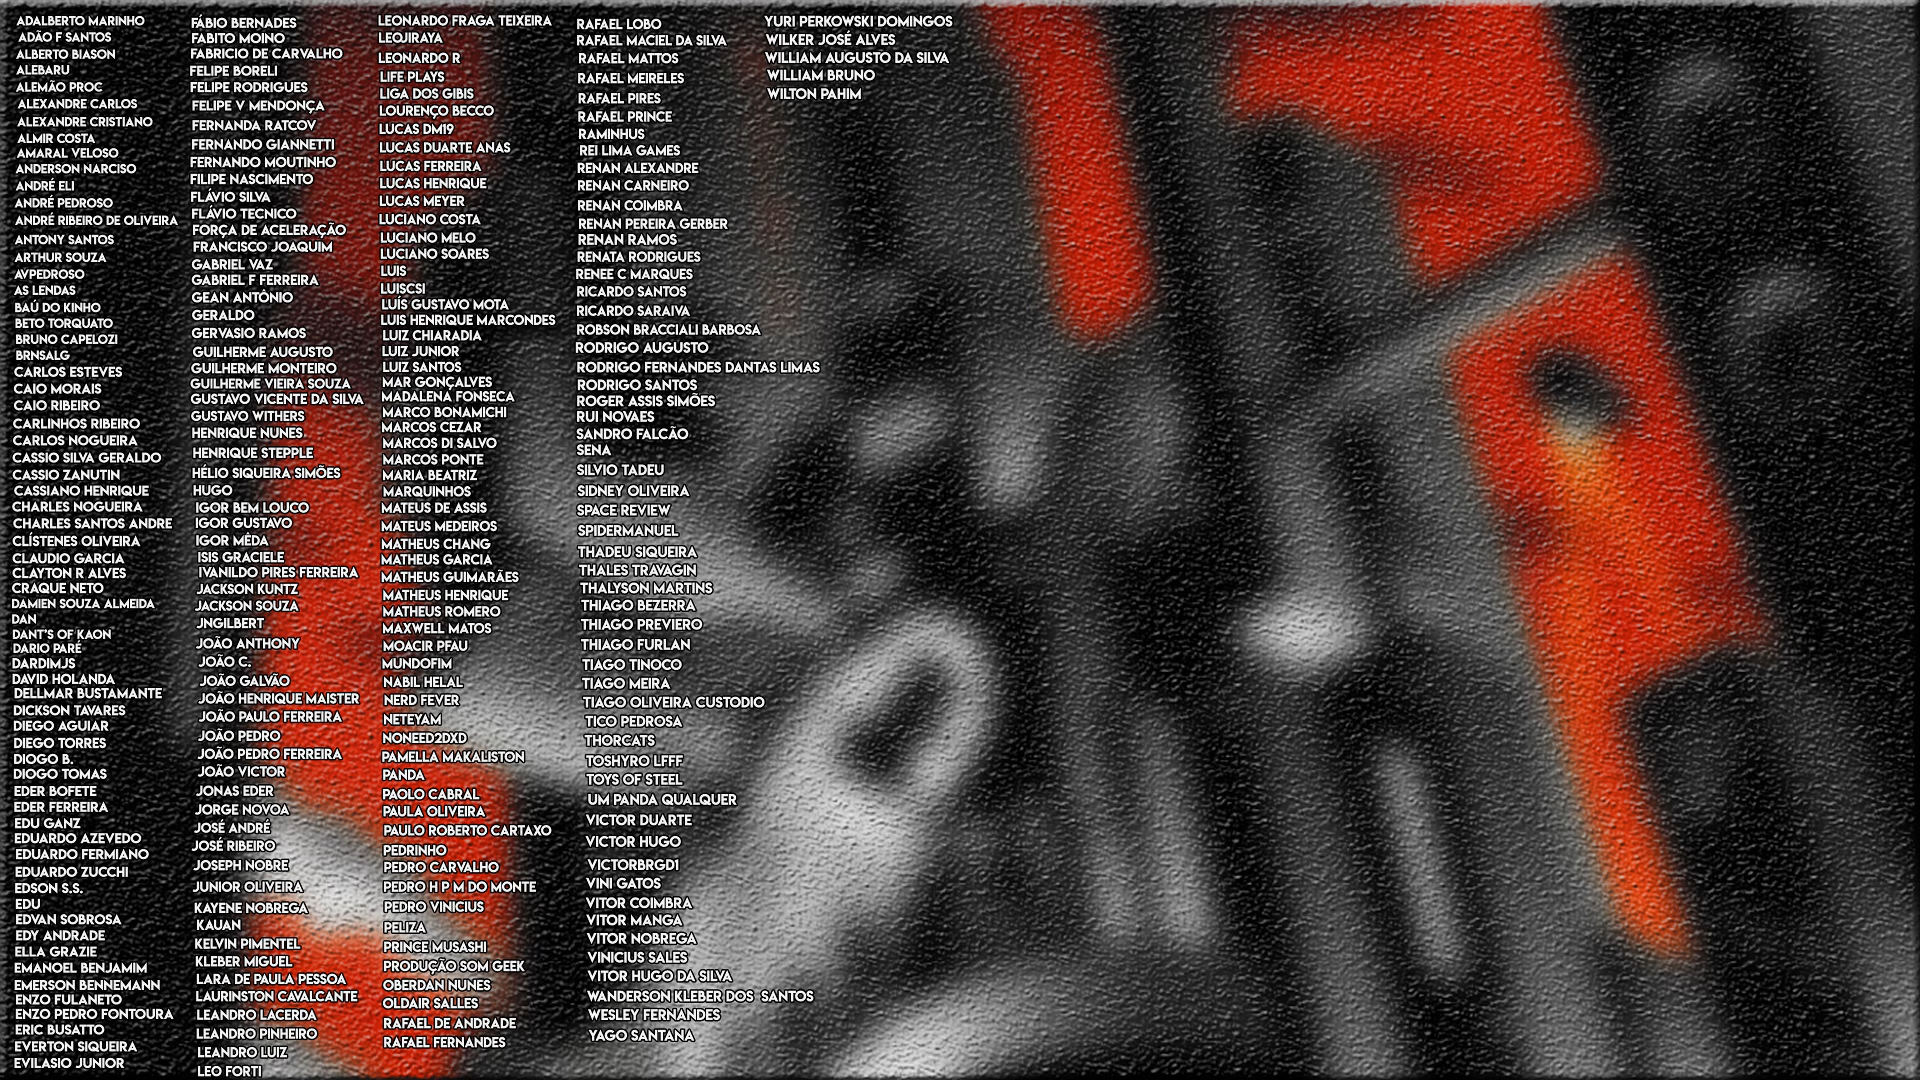 ADALBERTO MARINHO
ADÃO F SANTOS
ALBERTO BIASON
ALEBARU
ALEMÃO PROC
ALEXANDRE CARLOS
ALEXANDRE CRISTIANO
ALMIR COSTA
AMARAL VELOSO
ANDERSON NARCISO
ANDRÉ ELI
ANDRÉ PEDROSO
ANDRÉ RIBEIRO DE OLIVEIRA
ANTONY SANTOS
ARTHUR SOUZA
AVPEDROSO
AS LENDAS
BAÚ DO KINHO
BETO TORQUATO
BRUNO CAPELOZI
BRNSALG
CARLOS ESTEVES
CAIO MORAIS
CAIO RIBEIRO
CARLINHOS RIBEIRO
CARLOS NOGUEIRA
CASSIO SILVA GERALDO
CASSIO ZANUTIN
CASSIANO HENRIQUE
CHARLES NOGUEIRA
CHARLES SANTOS ANDRE
CLÍSTENES OLIVEIRA
CLAUDIO GARCIA
CLAYTON R ALVES
CRAQUE NETO
DAMIEN SOUZA ALMEIDA
DAN
DANT'S OF KAON
DARIO PARÉ
DARDIMJS
DAVID HOLANDA
DELLMAR BUSTAMANTE
DICKSON TAVARES
DIEGO AGUIAR
DIEGO TORRES
DIOGO B.
DIOGO TOMAS
EDER BOFETE
EDER FERREIRA
EDU GANZ
EDUARDO AZEVEDO
EDUARDO FERMIANO
EDUARDO ZUCCHI
EDSON S.S.
EDU
EDVAN SOBROSA
EDY ANDRADE
ELLA GRAZIE
EMANOEL BENJAMIM
EMERSON BENNEMANN
ENZO FULANETO
ENZO PEDRO FONTOURA
ERIC BUSATTO
EVERTON SIQUEIRA
EVILASIO JUNIOR
FÁBIO BERNADES
FABITO MOINO
FABRICIO DE CARVALHO
FELIPE BORELI
FELIPE RODRIGUES
FELIPE V MENDONÇA
FERNANDA RATCOV
FERNANDO GIANNETTI
FERNANDO MOUTINHO
FILIPE NASCIMENTO
FLÁVIO SILVA
FLÁVIO TECNICO
FORÇA DE ACELERAÇÃO
FRANCISCO JOAQUIM
GABRIEL VAZ
GABRIEL F FERREIRA
GEAN ANTÔNIO
GERALDO
GERVASIO RAMOS
GUILHERME AUGUSTO
GUILHERME MONTEIRO
GUILHERME VIEIRA SOUZA
GUSTAVO VICENTE DA SILVA
GUSTAVO WITHERS
HENRIQUE NUNES
HENRIQUE STEPPLE
HÉLIO SIQUEIRA SIMÕES
HUGO
IGOR BEM LOUCO
IGOR GUSTAVO
IGOR MÊDA
ISIS GRACIELE
IVANILDO PIRES FERREIRA
JACKSON KUNTZ
JACKSON SOUZA
JNGILBERT
JOÃO ANTHONY
JOÃO C.
JOÃO GALVÃO
JOÃO HENRIQUE MAISTER
JOÃO PAULO FERREIRA
JOÃO PEDRO
JOÃO PEDRO FERREIRA
JOÃO VICTOR
JONAS EDER
JORGE NOVOA
JOSÉ ANDRÉ
JOSÉ RIBEIRO
JOSEPH NOBRE
JUNIOR OLIVEIRA
KAYENE NOBREGA
KAUAN
KELVIN PIMENTEL
KLEBER MIGUEL
LARA DE PAULA PESSOA
LAURINSTON CAVALCANTE
LEANDRO LACERDA
LEANDRO PINHEIRO
LEANDRO LUIZ
LEO FORTI
LEONARDO FRAGA TEIXEIRA
LEOJIRAYA
LEONARDO R
LIFE PLAYS
LIGA DOS GIBIS
LOURENÇO BECCO
LUCAS DM19
LUCAS DUARTE ANAS
LUCAS FERREIRA
LUCAS HENRIQUE
LUCAS MEYER
LUCIANO COSTA
LUCIANO MELO
LUCIANO SOARES
LUIS
LUISCSI
LUÍS GUSTAVO MOTA
LUIS HENRIQUE MARCONDES
LUIZ CHIARADIA
LUIZ JUNIOR
LUIZ SANTOS
MAR GONÇALVES
MADALENA FONSECA
MARCO BONAMICHI
MARCOS CEZAR
MARCOS DI SALVO
MARCOS PONTE
MARIA BEATRIZ
MARQUINHOS
MATEUS DE ASSIS
MATEUS MEDEIROS
MATHEUS CHANG
MATHEUS GARCIA
MATHEUS GUIMARÃES
MATHEUS HENRIQUE
MATHEUS ROMERO
MAXWELL MATOS
MOACIR PFAU
MUNDOFIM
NABIL HELAL
NERD FEVER
NETEYAM
NONEED2DXD
PAMELLA MAKALISTON
PANDA
PAOLO CABRAL
PAULA OLIVEIRA
PAULO ROBERTO CARTAXO
PEDRINHO
PEDRO CARVALHO
PEDRO H P M DO MONTE
PEDRO VINICIUS
PELIZA
PRINCE MUSASHI
PRODUÇÃO SOM GEEK
OBERDAN NUNES
OLDAIR SALLES
RAFAEL DE ANDRADE
RAFAEL FERNANDES
RAFAEL LOBO
RAFAEL MACIEL DA SILVA
RAFAEL MATTOS
RAFAEL MEIRELES
RAFAEL PIRES
RAFAEL PRINCE
RAMINHUS
REI LIMA GAMES
RENAN ALEXANDRE
RENAN CARNEIRO
RENAN COIMBRA
RENAN PEREIRA GERBER
RENAN RAMOS
RENATA RODRIGUES
RENEE C MARQUES
RICARDO SANTOS
RICARDO SARAIVA
ROBSON BRACCIALI BARBOSA
RODRIGO AUGUSTO
RODRIGO FERNANDES DANTAS LIMAS
RODRIGO SANTOS
ROGER ASSIS SIMÕES
RUI NOVAES
SANDRO FALCÃO
SENA
SILVIO TADEU
SIDNEY OLIVEIRA
SPACE REVIEW
SPIDERMANUEL
THADEU SIQUEIRA
THALES TRAVAGIN
THALYSON MARTINS
THIAGO BEZERRA
THIAGO PREVIERO
THIAGO FURLAN
TIAGO TINOCO
TIAGO MEIRA
TIAGO OLIVEIRA CUSTODIO
TICO PEDROSA
THORCATS
TOSHYRO LFFF
TOYS OF STEEL
UM PANDA QUALQUER
VICTOR DUARTE
VICTOR HUGO
VICTORBRGD1
VINI GATOS
VITOR COIMBRA
VITOR MANGA
VITOR NOBREGA
VINICIUS SALES
VITOR HUGO DA SILVA
WANDERSON KLEBER DOS SANTOS
WESLEY FERNANDES
YAGO SANTANA
YURI PERKOWSKI DOMINGOS
WILKER JOSÉ ALVES
WILLIAM AUGUSTO DA SILVA
WILLIAM BRUNO
WILTON PAHIM